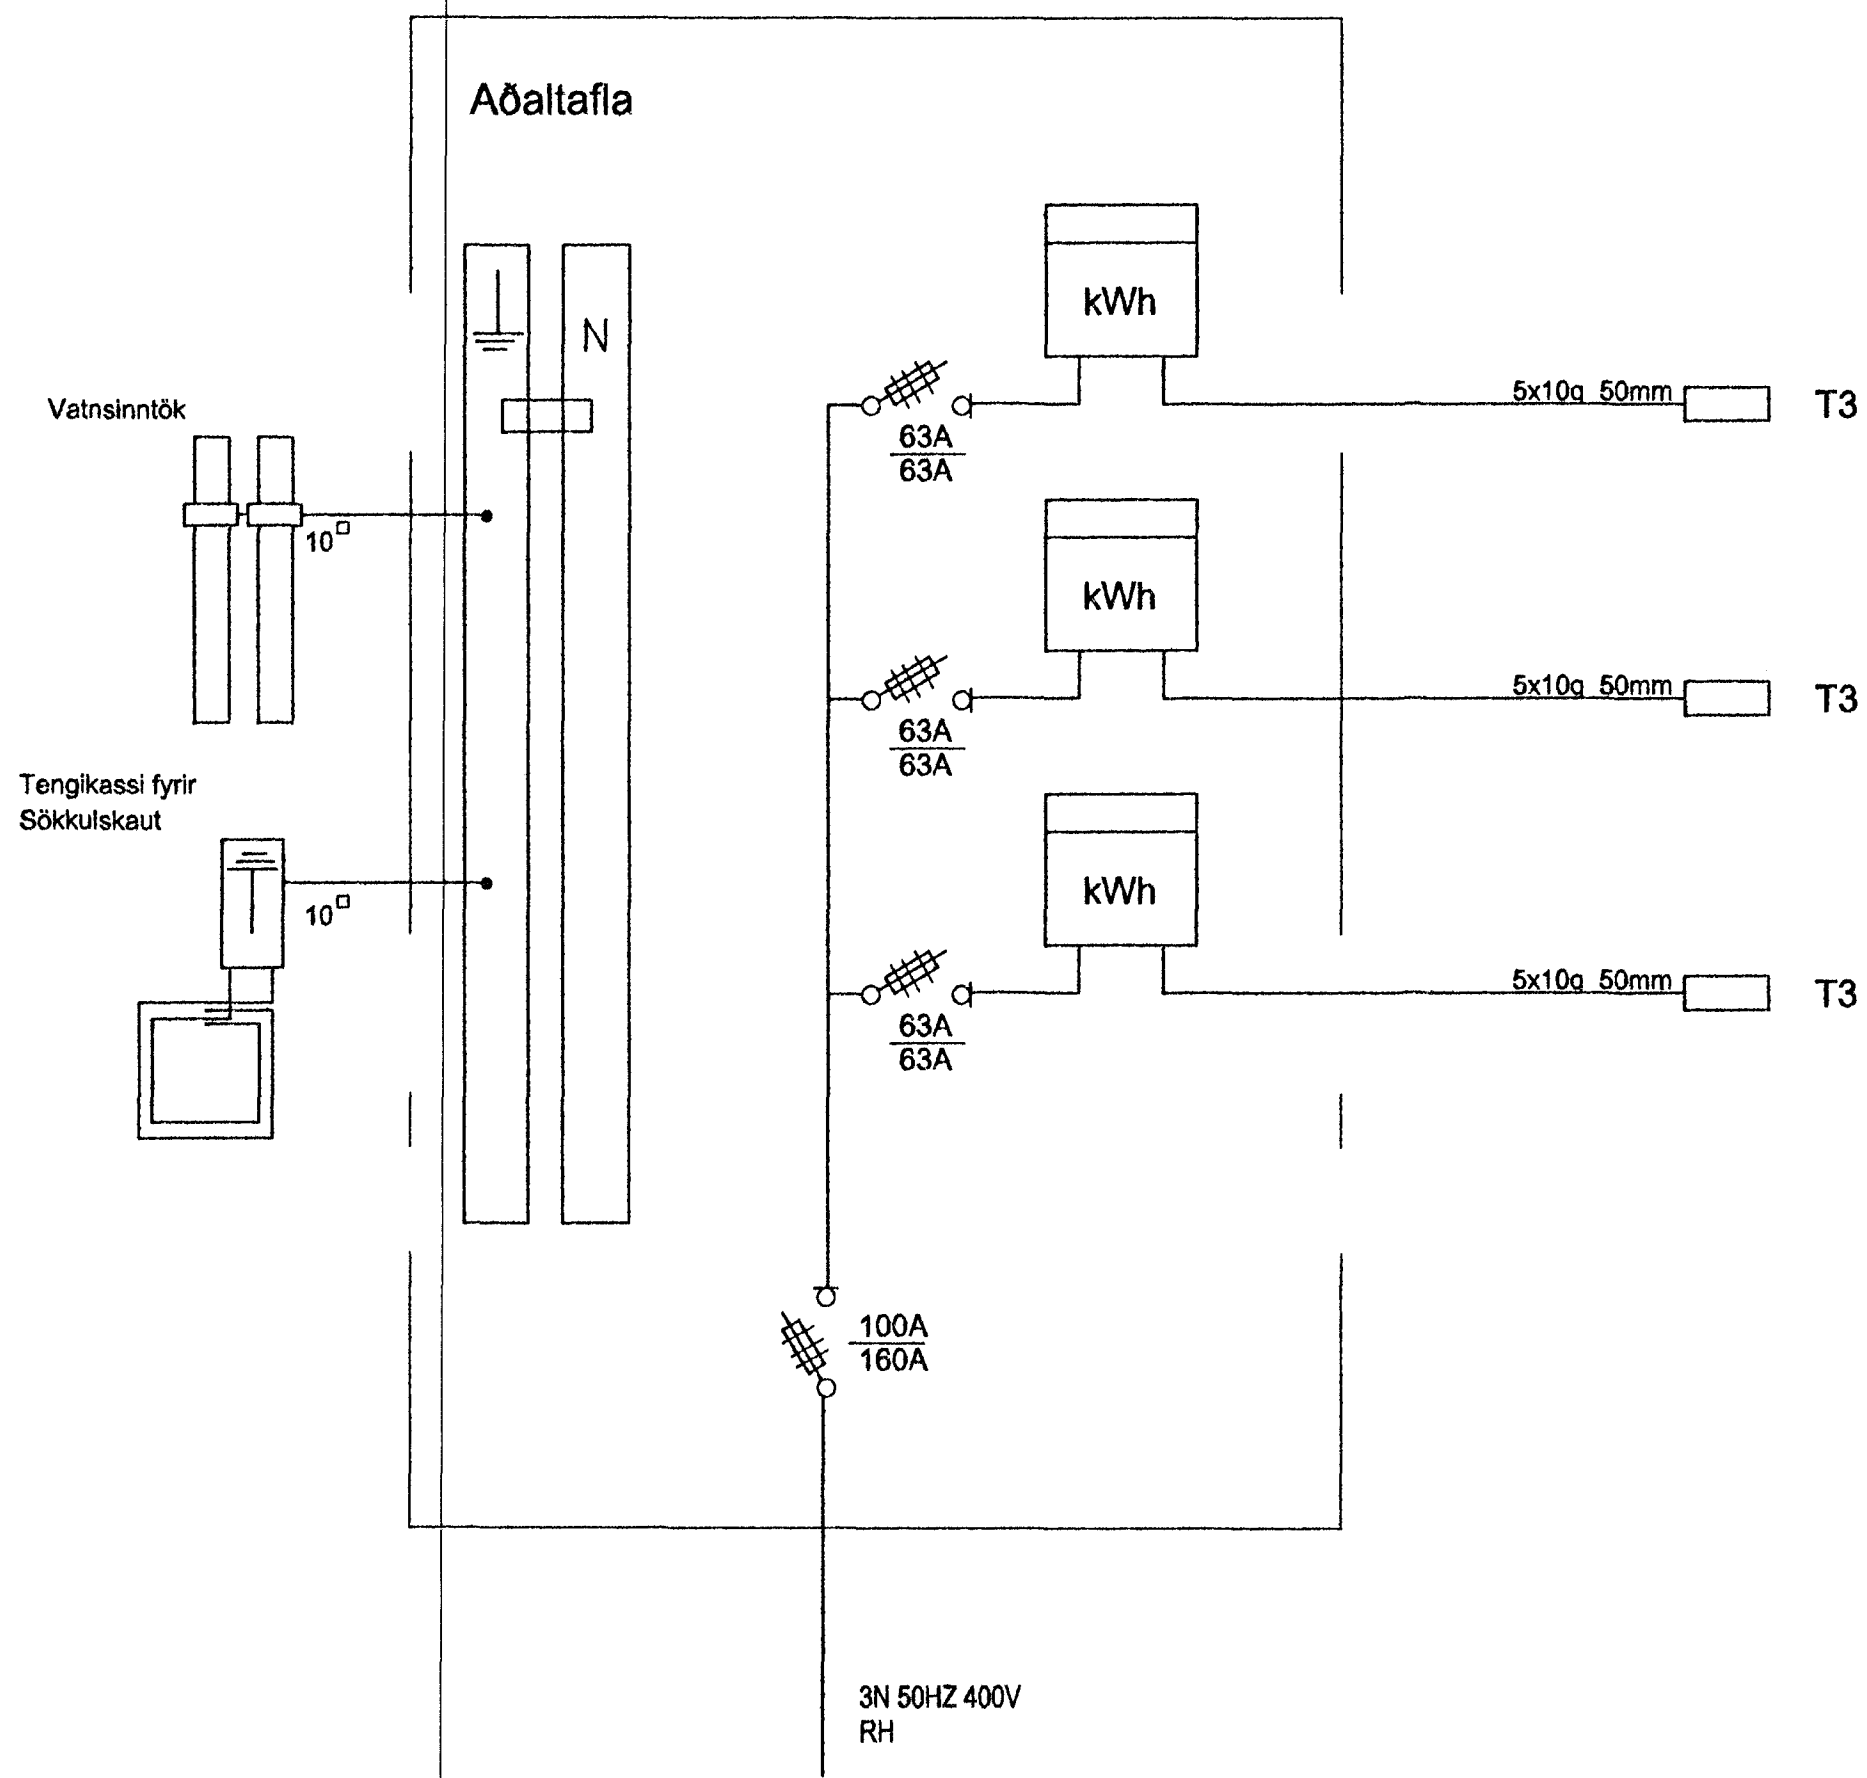 Aðaltafla
kWh
N
Vatnsinntök
5x10q 50mm
T3
63A
63A
10□
kWh
5x10q 50mm
T3
63A
63A
Tengikassi fyrir
Sökkulskaut
kWh
10□
5x10q 50mm
T3
63A
63A
100A
160A
3N 50HZ 400V
RH